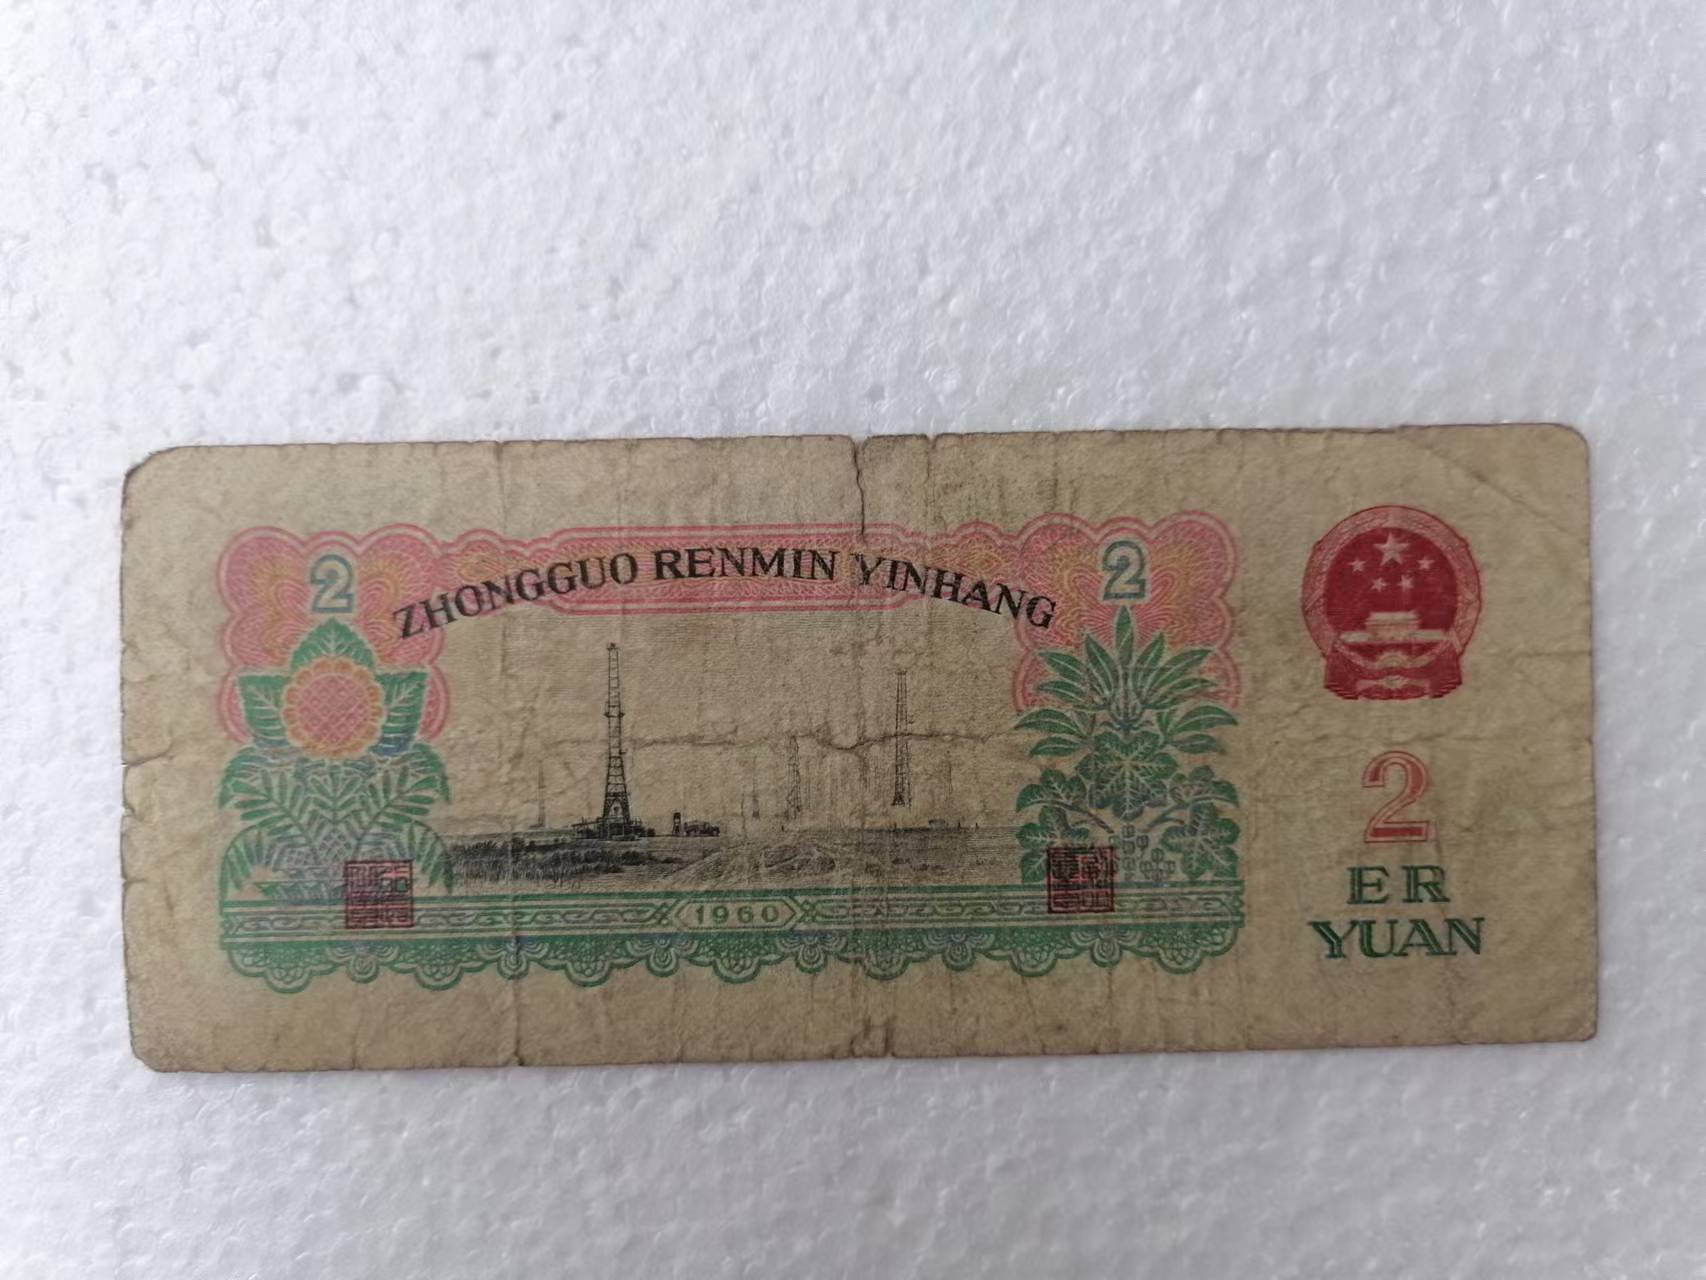 2
2
ZHONGGUO RENMIN YINHANG
1960
2
ER
YUAN